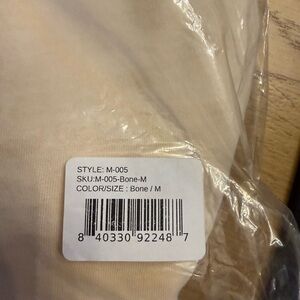 STYLE: M-005
SKU:M-005-Bone-M
COLOR/SIZE : Bone / M
8 40330 92248 7